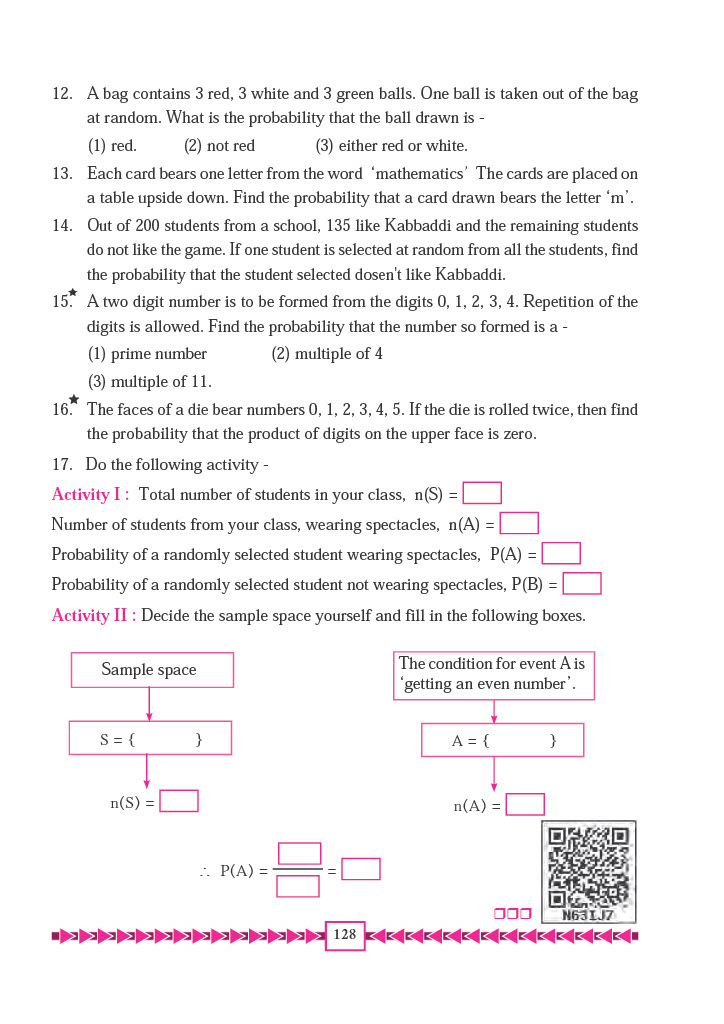 12. A bag contains 3 red, 3 white and 3 green balls. One ball is taken out of the bag
at random. What is the probability that the ball drawn is -
(1) red. (2) not red (3) either red or white.
13. Each card bears one letter from the word ‘mathematics’ The cards are placed on
a table upside down. Find the probability that a card drawn bears the letter ‘m’.
14. Out of 200 students from a school, 135 like Kabbaddi and the remaining students
do not like the game. If one student is selected at random from all the students, find
the probability that the student selected dosen't like Kabbaddi.
15.★ A two digit number is to be formed from the digits 0, 1, 2, 3, 4. Repetition of the
digits is allowed. Find the probability that the number so formed is a -
(1) prime number (2) multiple of 4
(3) multiple of 11.
16.★ The faces of a die bear numbers 0, 1, 2, 3, 4, 5. If the die is rolled twice, then find
the probability that the product of digits on the upper face is zero.
17. Do the following activity -
Activity I : Total number of students in your class, n(S) =
Number of students from your class, wearing spectacles, n(A) =
Probability of a randomly selected student wearing spectacles, P(A) =
Probability of a randomly selected student not wearing spectacles, P(B) =
Activity II : Decide the sample space yourself and fill in the following boxes.
Sample space
S = { }
n(S) =
The condition for event A is
‘getting an even number’.
A = { }
n(A) =
∴ P(A) = =
N63IJ7
128